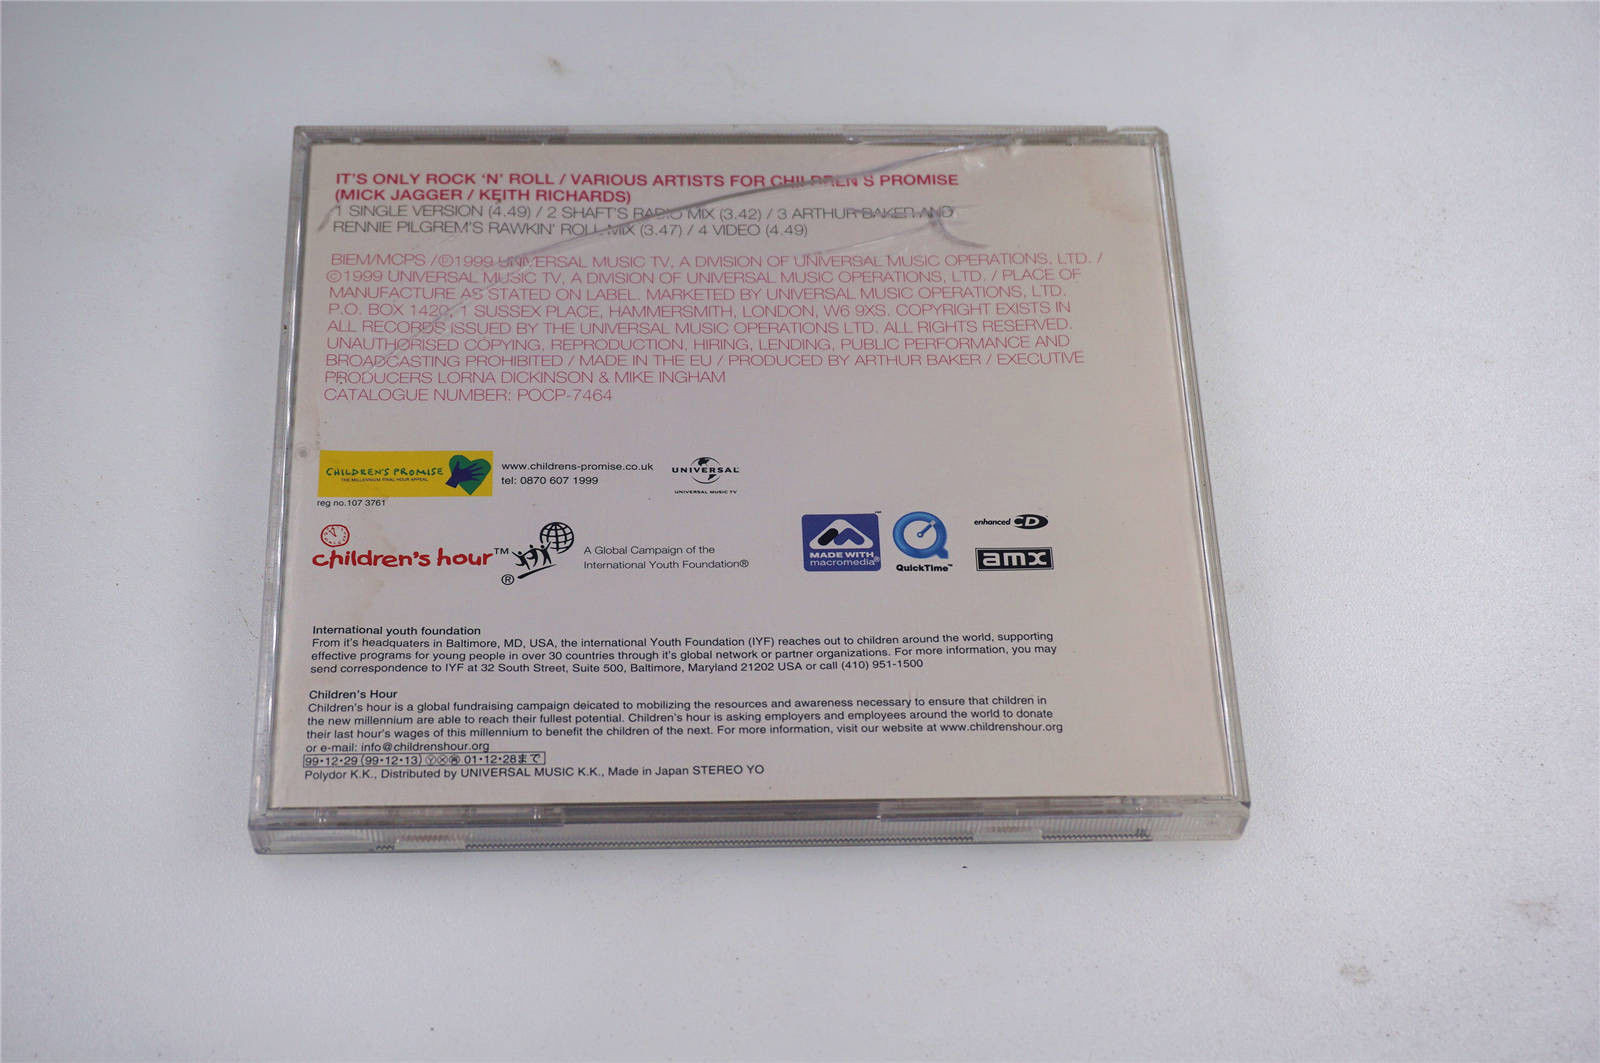 IT'S ONLY ROCK 'N' ROLL / VARIOUS ARTISTS FOR CHILDREN'S PROMISE
(MICK JAGGER / KEITH RICHARDS)
1 SINGLE VERSION (4.49) / 2 SHAFT'S RADIO MIX (3.42) / 3 ARTHUR BAKER AND
RENNIE PILGREM'S RAWKIN' ROLL MIX (3.47) / 4 VIDEO (4.49)
BIEM/MCPS / ℗1999 UNIVERSAL MUSIC TV, A DIVISION OF UNIVERSAL MUSIC OPERATIONS, LTD. /
©1999 UNIVERSAL MUSIC TV, A DIVISION OF UNIVERSAL MUSIC OPERATIONS, LTD. / PLACE OF
MANUFACTURE AS STATED ON LABEL. MARKETED BY UNIVERSAL MUSIC OPERATIONS, LTD.
P.O. BOX 1420, 1 SUSSEX PLACE, HAMMERSMITH, LONDON, W6 9XS. COPYRIGHT EXISTS IN
ALL RECORDS ISSUED BY THE UNIVERSAL MUSIC OPERATIONS LTD. ALL RIGHTS RESERVED.
UNAUTHORISED COPYING, REPRODUCTION, HIRING, LENDING, PUBLIC PERFORMANCE AND
BROADCASTING PROHIBITED / MADE IN THE EU / PRODUCED BY ARTHUR BAKER / EXECUTIVE
PRODUCERS LORNA DICKINSON & MIKE INGHAM
CATALOGUE NUMBER: POCP-7464
CHILDREN'S PROMISE
THE MILLENNIUM FINAL HOUR APPEAL
reg no.107 3761
www.childrens-promise.co.uk
tel: 0870 607 1999
UNIVERSAL
UNIVERSAL MUSIC TV
children's hour™
®
A Global Campaign of the
International Youth Foundation®
MADE WITH
macromedia®
™
QuickTime™
enhanced CD
amx
International youth foundation
From it's headquaters in Baltimore, MD, USA, the international Youth Foundation (IYF) reaches out to children around the world, supporting
effective programs for young people in over 30 countries through it's global network or partner organizations. For more information, you may
send correspondence to IYF at 32 South Street, Suite 500, Baltimore, Maryland 21202 USA or call (410) 951-1500
Children's Hour
Children's hour is a global fundraising campaign deicated to mobilizing the resources and awareness necessary to ensure that children in
the new millennium are able to reach their fullest potential. Children's hour is asking employers and employees around the world to donate
their last hour's wages of this millennium to benefit the children of the next. For more information, visit our website at www.childrenshour.org
or e-mail: info@childrenshour.org
99・12・29 (99・12・13) Ⓨ 01・12・28まで
Polydor K.K., Distributed by UNIVERSAL MUSIC K.K., Made in Japan STEREO YO